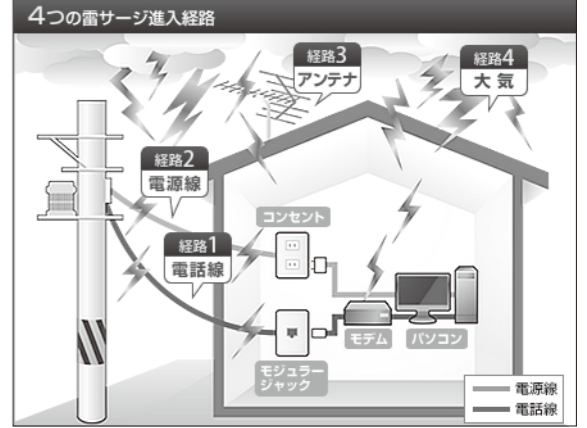 4つの雷サージ進入経路
経路3
アンテナ
経路4
大気
経路2
電源線
コンセント
経路1
電話線
モデム
パソコン
モジュラー
ジャック
電源線
電話線